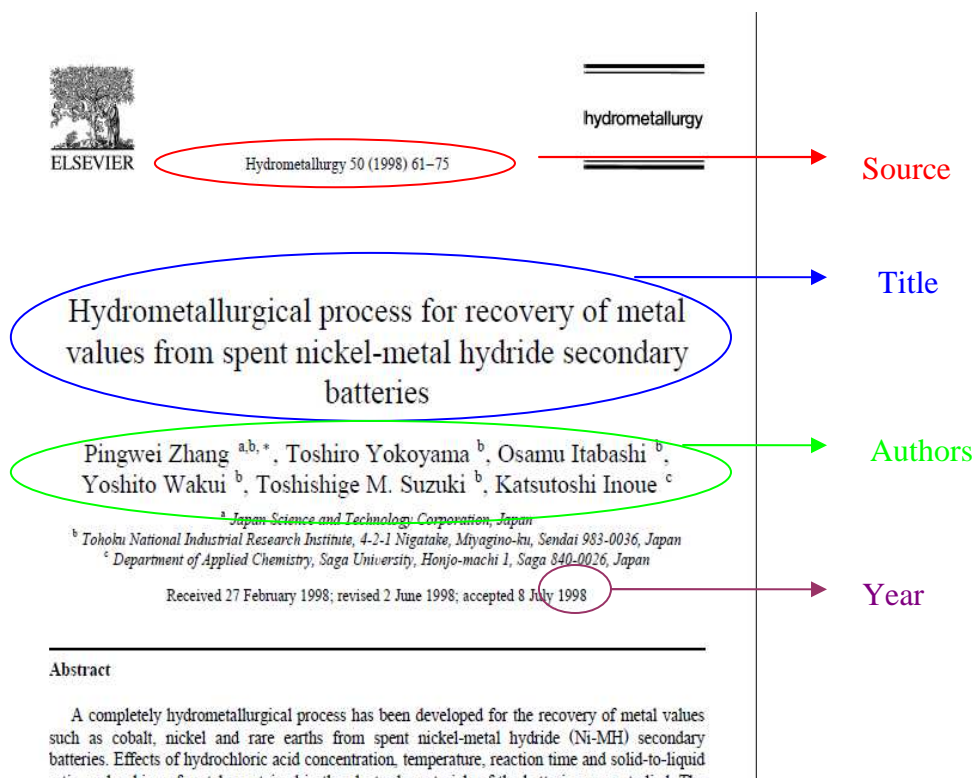 hydrometallurgy
ELSEVIER
Hydrometallurgy 50 (1998) 61–75
Source
Title
Hydrometallurgical process for recovery of metal
values from spent nickel-metal hydride secondary
batteries
Authors
Pingwei Zhang a,b,*, Toshiro Yokoyama b, Osamu Itabashi b,
Yoshito Wakui b, Toshishige M. Suzuki b, Katsutoshi Inoue c
a Japan Science and Technology Corporation, Japan
b Tohoku National Industrial Research Institute, 4-2-1 Nigatake, Miyagino-ku, Sendai 983-0036, Japan
c Department of Applied Chemistry, Saga University, Honjo-machi 1, Saga 840-0026, Japan
Received 27 February 1998; revised 2 June 1998; accepted 8 July 1998
Year
Abstract
A completely hydrometallurgical process has been developed for the recovery of metal values
such as cobalt, nickel and rare earths from spent nickel-metal hydride (Ni-MH) secondary
batteries. Effects of hydrochloric acid concentration, temperature, reaction time and solid-to-liquid